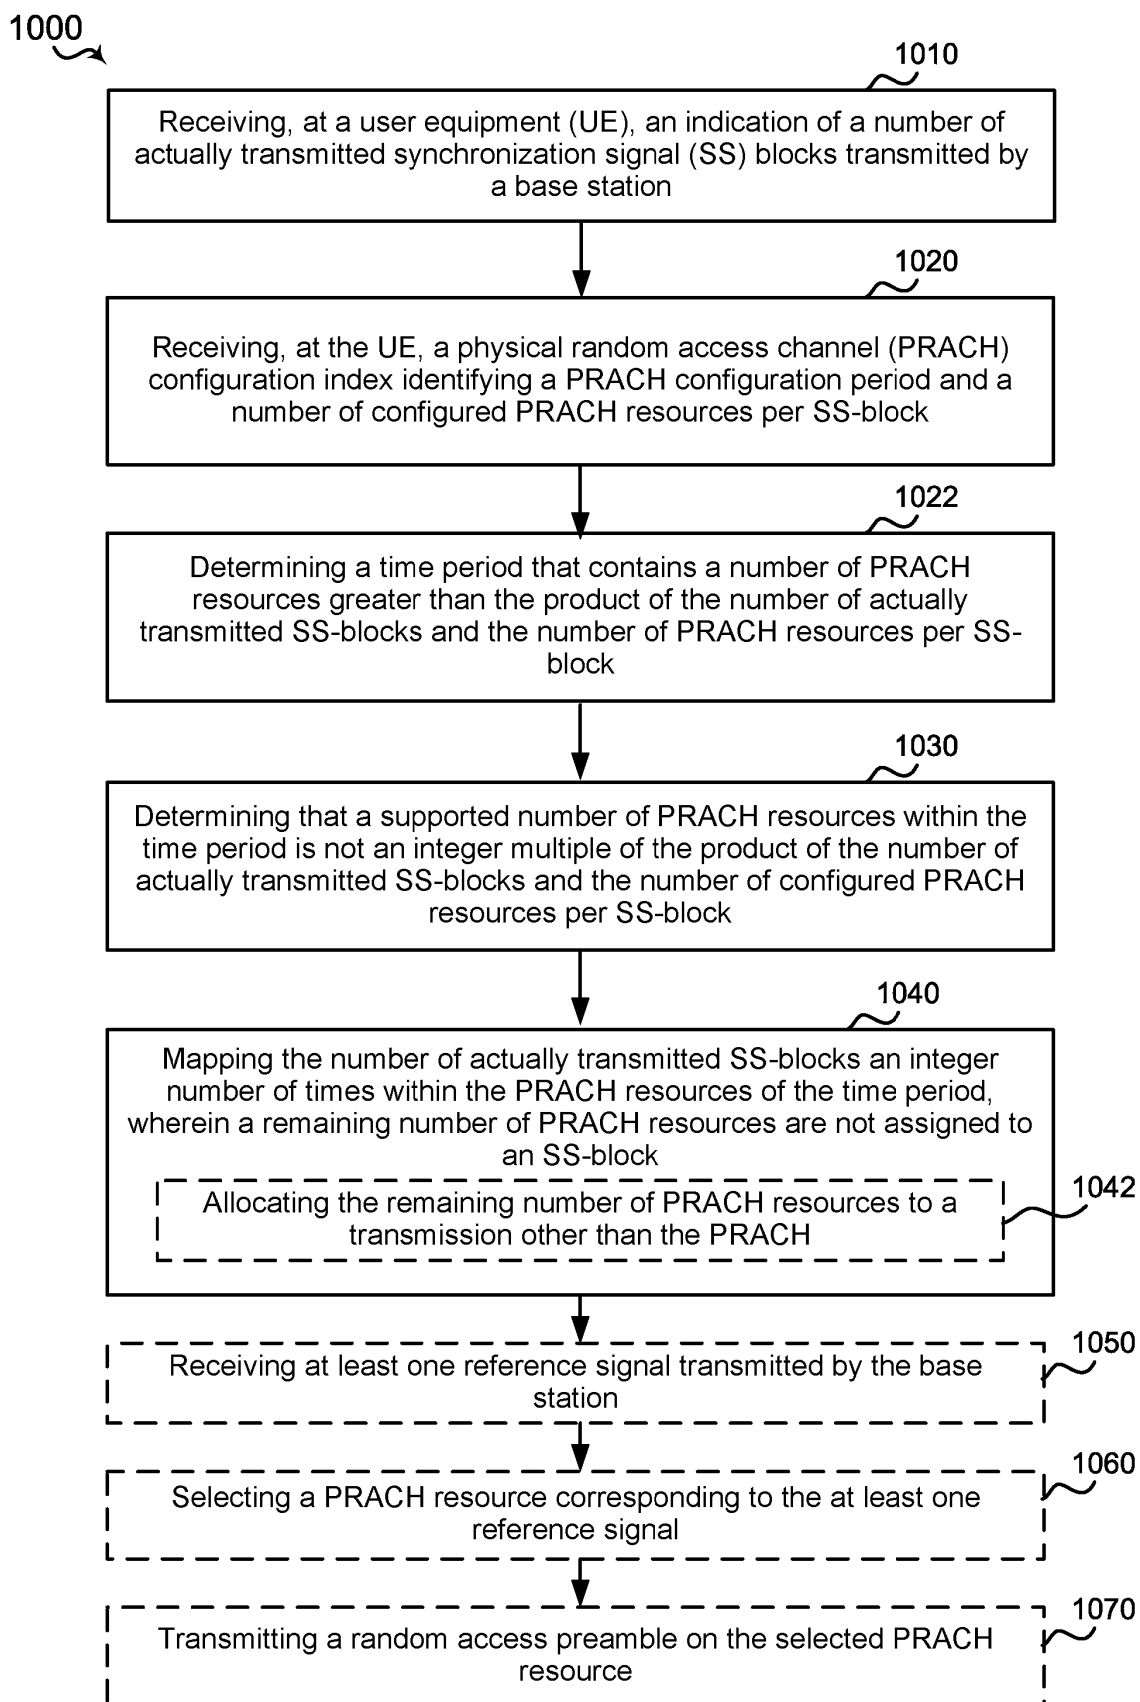 1000
1010
Receiving, at a user equipment (UE), an indication of a number of
actually transmitted synchronization signal (SS) blocks transmitted by
a base station
1020
Receiving, at the UE, a physical random access channel (PRACH)
configuration index identifying a PRACH configuration period and a
number of configured PRACH resources per SS-block
1022
Determining a time period that contains a number of PRACH
resources greater than the product of the number of actually
transmitted SS-blocks and the number of PRACH resources per SS-
block
1030
Determining that a supported number of PRACH resources within the
time period is not an integer multiple of the product of the number of
actually transmitted SS-blocks and the number of configured PRACH
resources per SS-block
1040
Mapping the number of actually transmitted SS-blocks an integer
number of times within the PRACH resources of the time period,
wherein a remaining number of PRACH resources are not assigned to
an SS-block
1042
Allocating the remaining number of PRACH resources to a
transmission other than the PRACH
1050
Receiving at least one reference signal transmitted by the base
station
1060
Selecting a PRACH resource corresponding to the at least one
reference signal
1070
Transmitting a random access preamble on the selected PRACH
resource